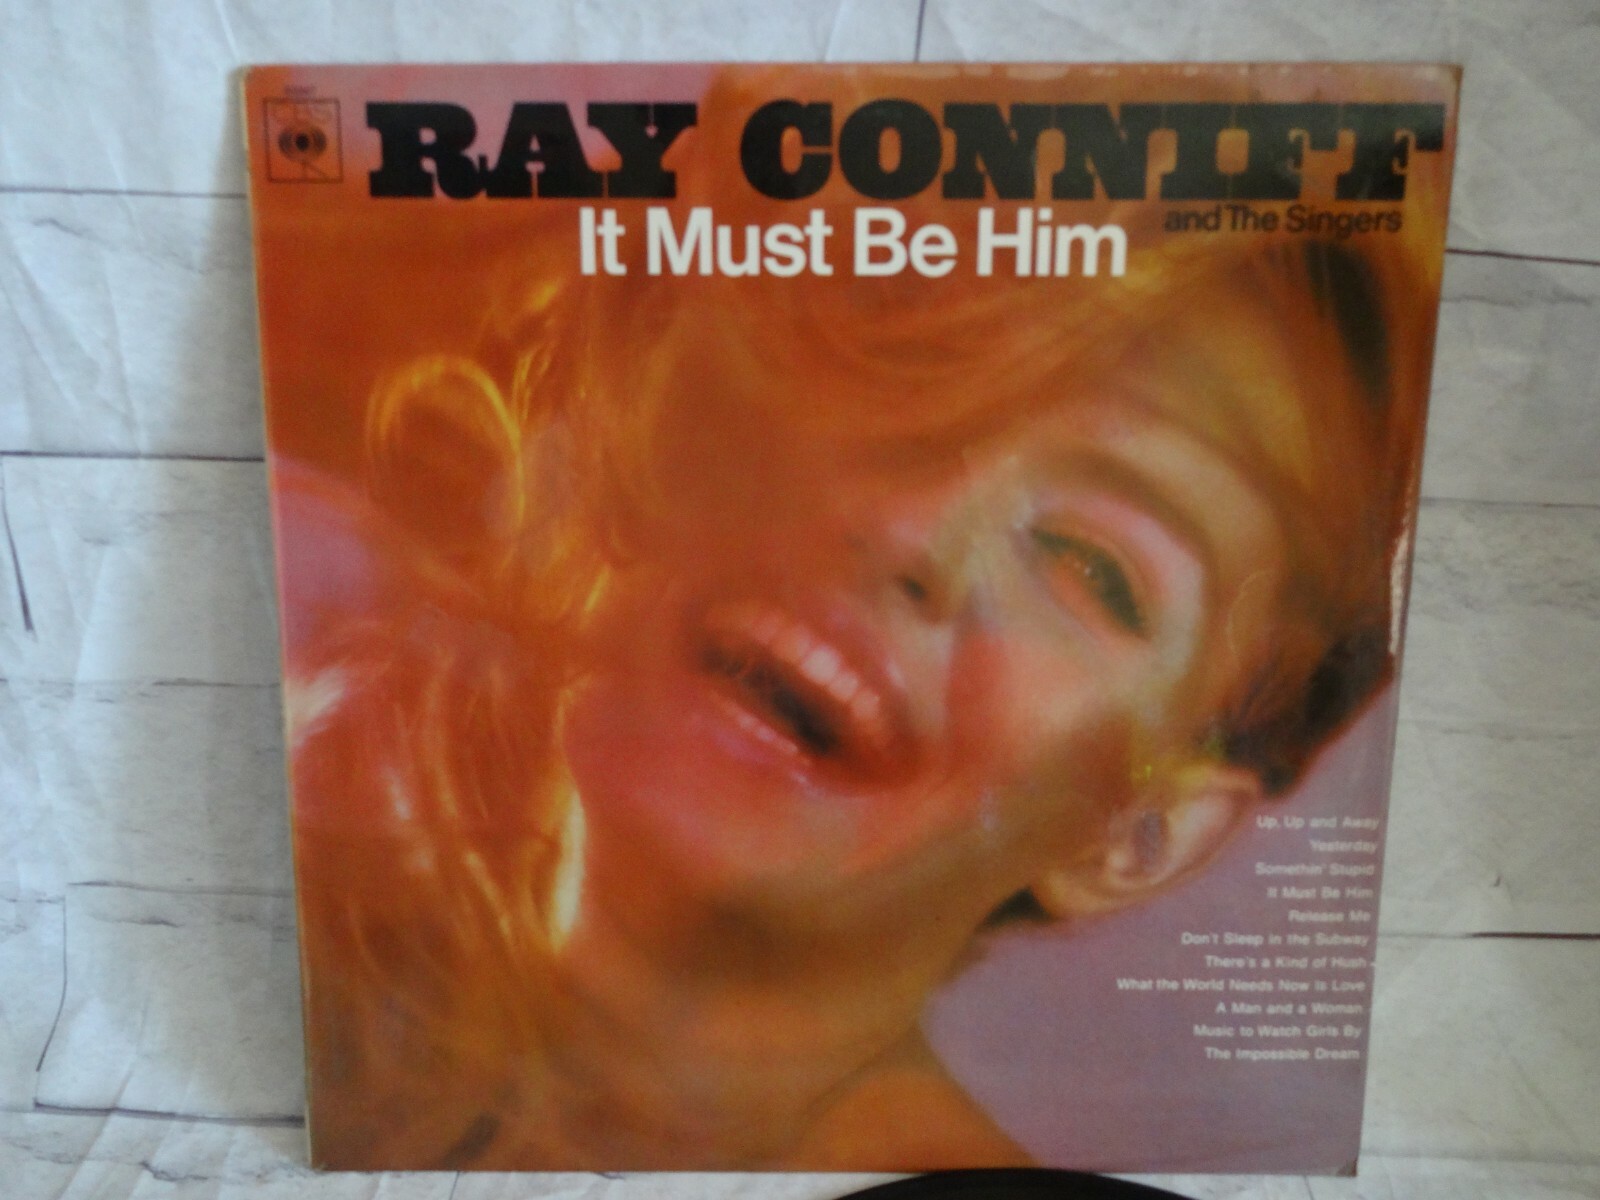 CBS
RAY CONNIFF
and The Singers
It Must Be Him
Up, Up and Away
Yesterday
Somethin' Stupid
It Must Be Him
Release Me
Don't Sleep in the Subway
There's a Kind of Hush
What the World Needs Now Is Love
A Man and a Woman
Music to Watch Girls By
The Impossible Dream